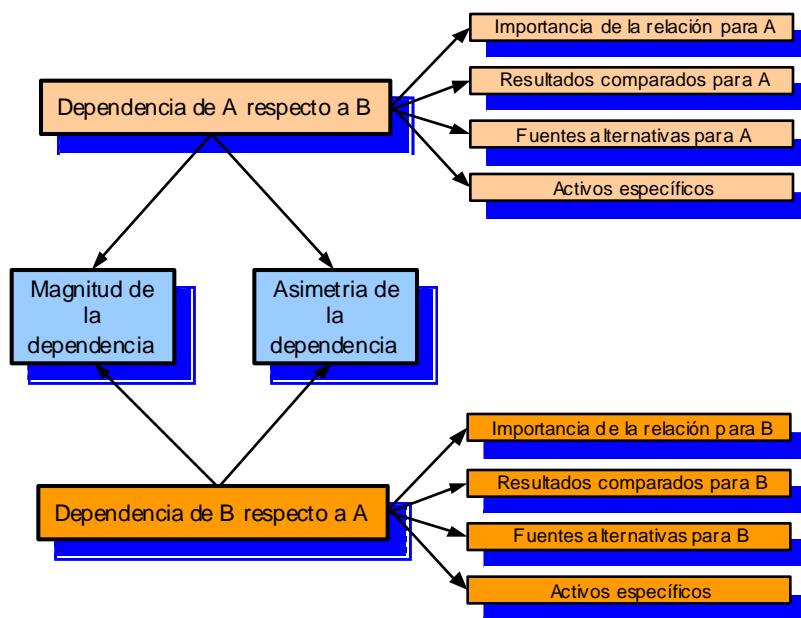 Importancia de la relación para A
Resultados comparados para A
Dependencia de A respecto a B
Fuentes alternativas para A
Activos específicos
Magnitud de
la
dependencia
Asimetria de
la
dependencia
Importancia de la relación para B
Resultados comparados para B
Dependencia de B respecto a A
Fuentes alternativas para B
Activos específicos